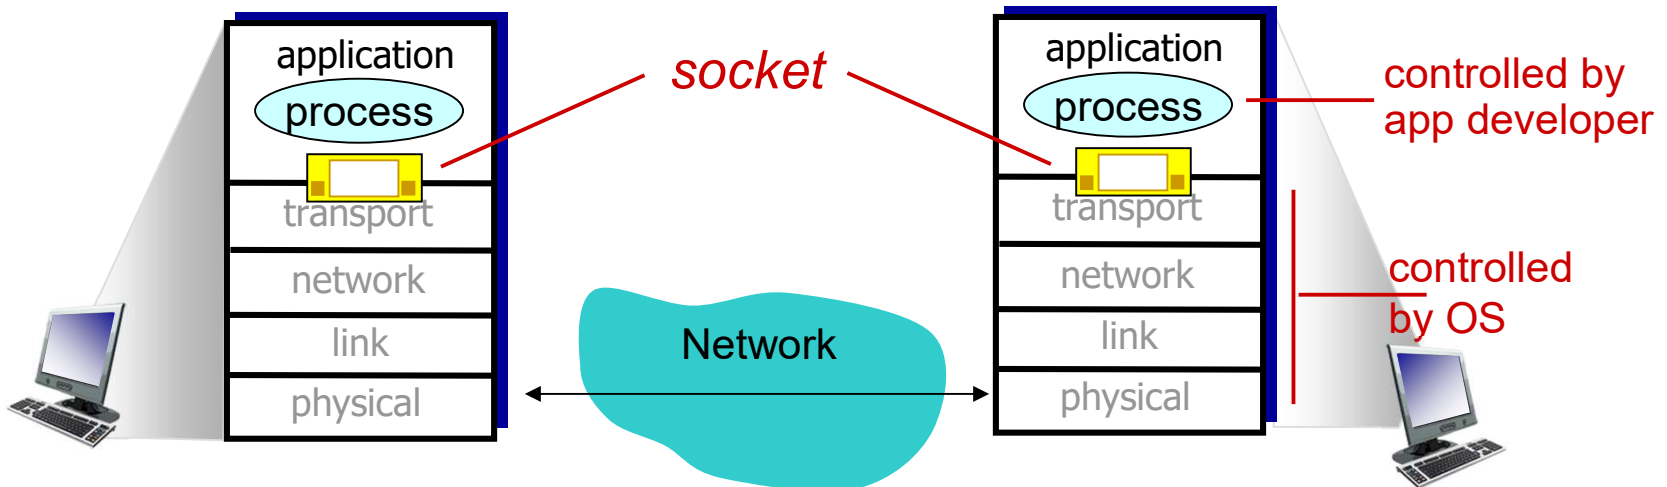 application
process
transport
network
link
physical
socket
Network
application
process
transport
network
link
physical
controlled by
app developer
controlled
by OS